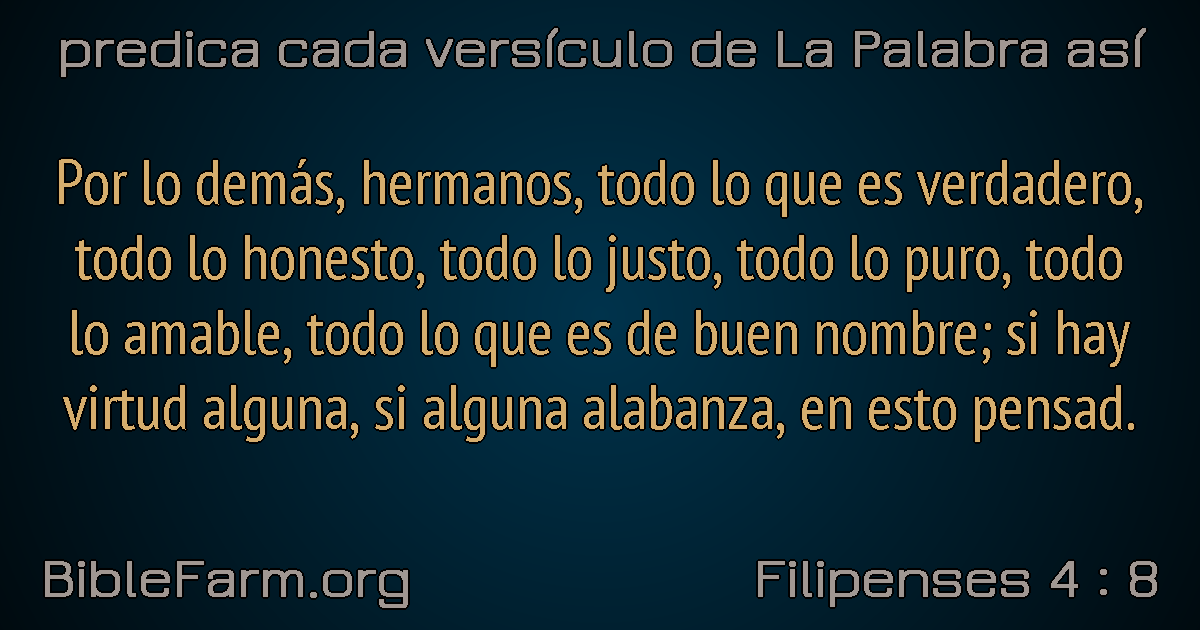 predica cada versículo de La Palabra así
Por lo demás, hermanos, todo lo que es verdadero,
todo lo honesto, todo lo justo, todo lo puro, todo
lo amable, todo lo que es de buen nombre; si hay
virtud alguna, si alguna alabanza, en esto pensad.
BibleFarm.org
Filipenses 4 : 8